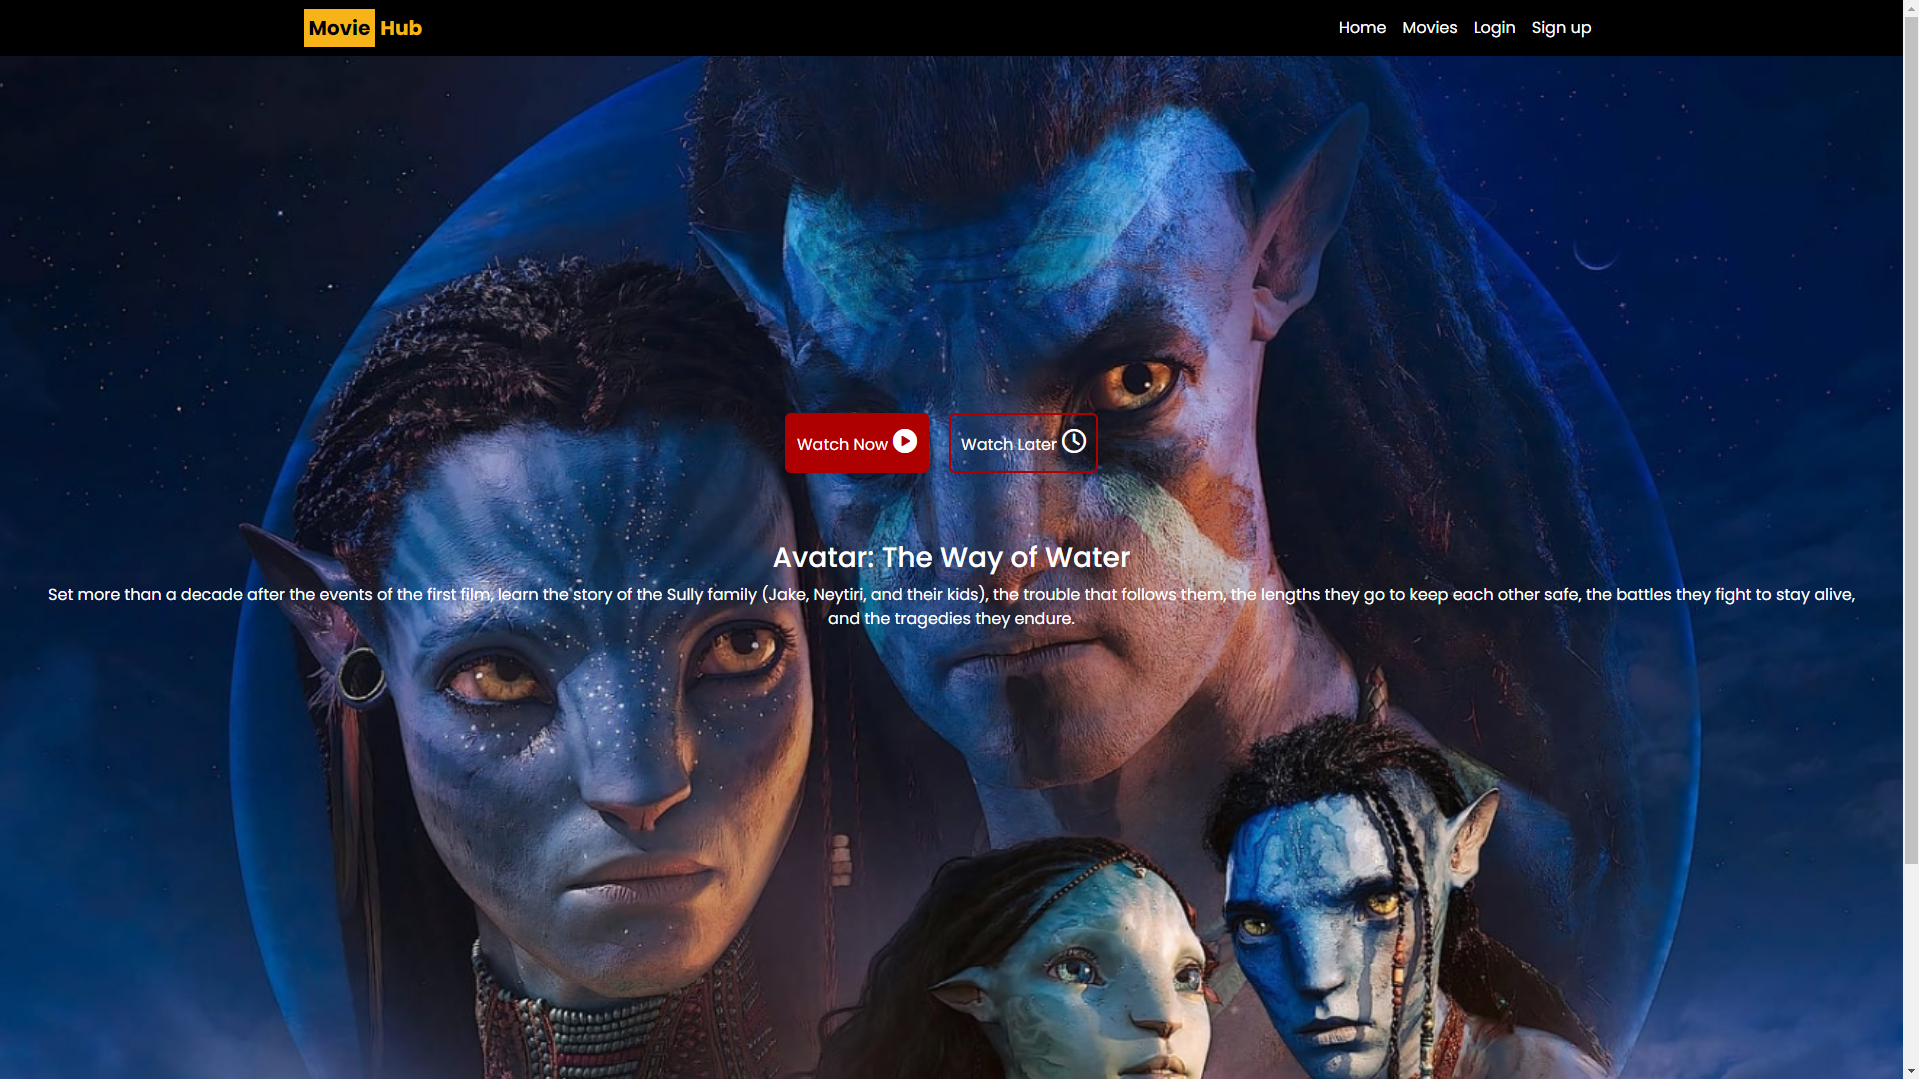 Movie Hub
Home Movies Login Sign up
Watch Now Watch Later
Avatar: The Way of Water
Set more than a decade after the events of the first film, learn the story of the Sully family (Jake, Neytiri, and their kids), the trouble that follows them, the lengths they go to keep each other safe, the battles they fight to stay alive,
and the tragedies they endure.